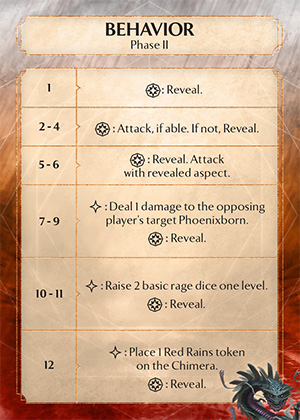 BEHAVIOR
Phase II
1
: Reveal.
2 - 4
: Attack, if able. If not, Reveal.
5 - 6
: Reveal. Attack
with revealed aspect.
7 - 9
: Deal 1 damage to the opposing
player's target Phoenixborn.
: Reveal.
10 - 11
: Raise 2 basic rage dice one level.
: Reveal.
12
: Place 1 Red Rains token
on the Chimera.
: Reveal.